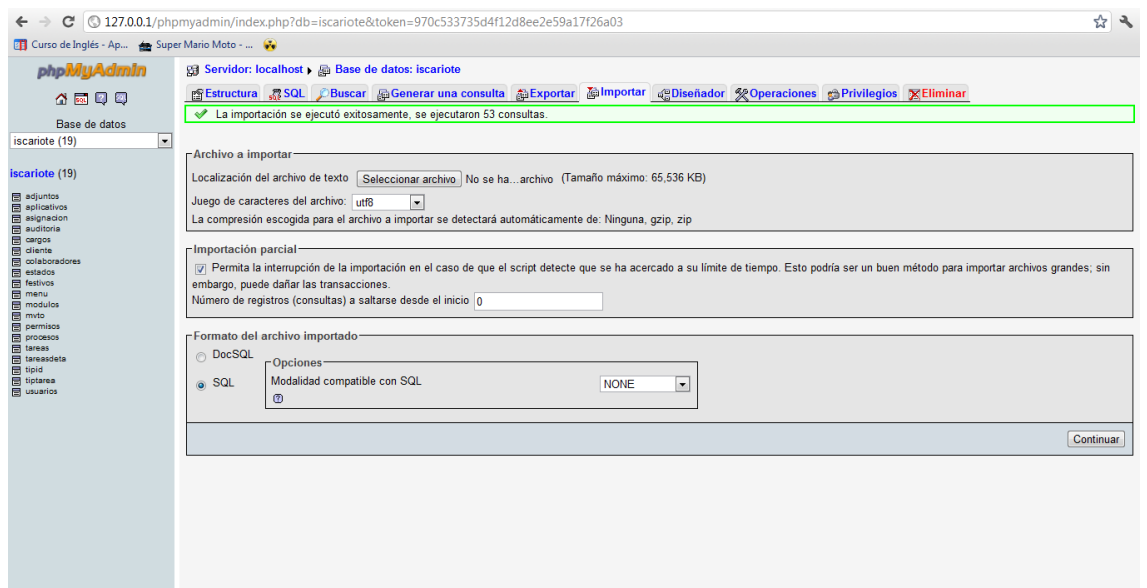 127.0.0.1/phpmyadmin/index.php?db=iscariote&token=970c533735d4f12d8ee2e59a17f26a03
Curso de Inglés - Ap... Super Mario Moto - ...
phpMyAdmin
Base de datos
iscariote (19)
iscariote (19)
adjuntos
aplicativos
asignacion
auditoria
cargos
cliente
colaboradores
estados
festivos
menu
modulos
mvto
permisos
procesos
tareas
tareasdeta
tipid
tiptarea
usuarios
Servidor: localhost Base de datos: iscariote
Estructura SQL Buscar Generar una consulta Exportar Importar Diseñador Operaciones Privilegios Eliminar
La importación se ejecutó exitosamente, se ejecutaron 53 consultas.
Archivo a importar
Localización del archivo de texto Seleccionar archivo No se ha...archivo (Tamaño máximo: 65,536 KB)
Juego de caracteres del archivo: utf8
La compresión escogida para el archivo a importar se detectará automáticamente de: Ninguna, gzip, zip
Importación parcial
Permita la interrupción de la importación en el caso de que el script detecte que se ha acercado a su límite de tiempo. Esto podría ser un buen método para importar archivos grandes; sin
embargo, puede dañar las transacciones.
Número de registros (consultas) a saltarse desde el inicio 0
Formato del archivo importado
DocSQL
SQL
Opciones
Modalidad compatible con SQL NONE
Continuar